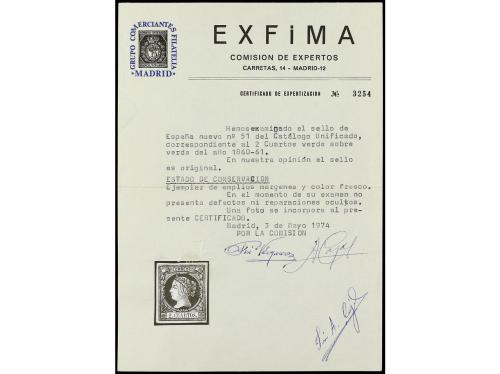 GRUPO COMERCIANTES FILATELIA
• MADRID •
EXFiMA
COMISION DE EXPERTOS
CARRETAS, 14 - MADRID-12
CERTIFICADO DE EXPERTIZACION № 3254
Hemos examinado el sello de
España nuevo nº 51 del Catálogo Unificado,
correspondiente al 2 Cuartos verde sobre
verde del año 1860-61.
En nuestra opinión el sello
es original.
ESTADO DE CONSERVACION
Ejemplar de amplios margenes y color fresco.
En el momento de su examen no
presenta defectos ni reparaciones ocultos.
Una foto se incorpora al pre-
sente CERTIFICADO.
Madrid, 3 de Mayo 1974
POR LA COMISIÓN
CORREOS
2 CUARTOS